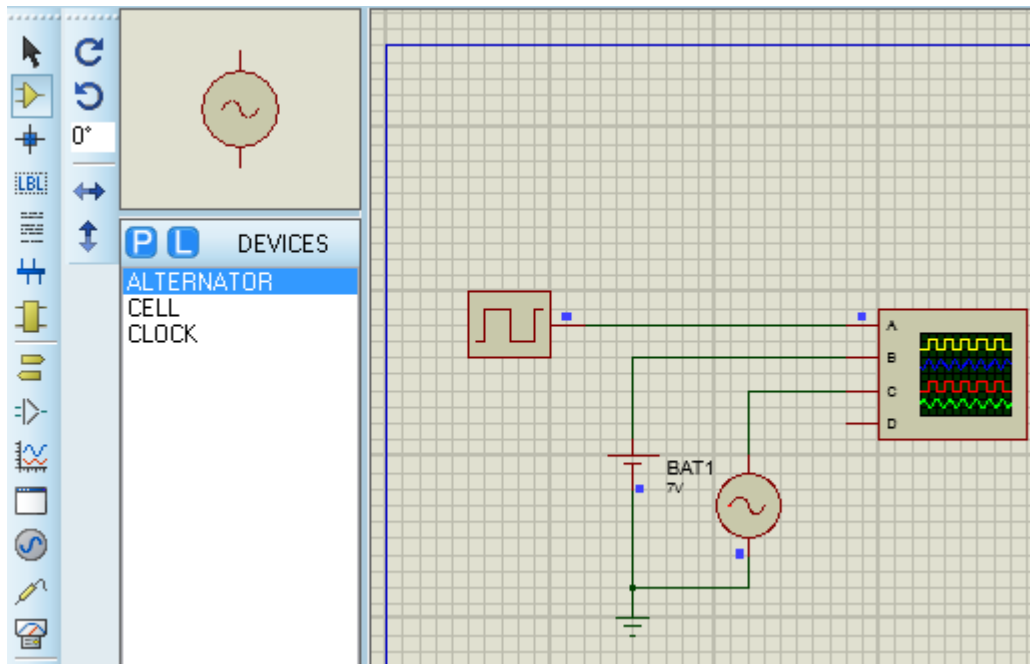 0°
LBL
P L DEVICES
ALTERNATOR
CELL
CLOCK
A
B
C
D
BAT1
7V